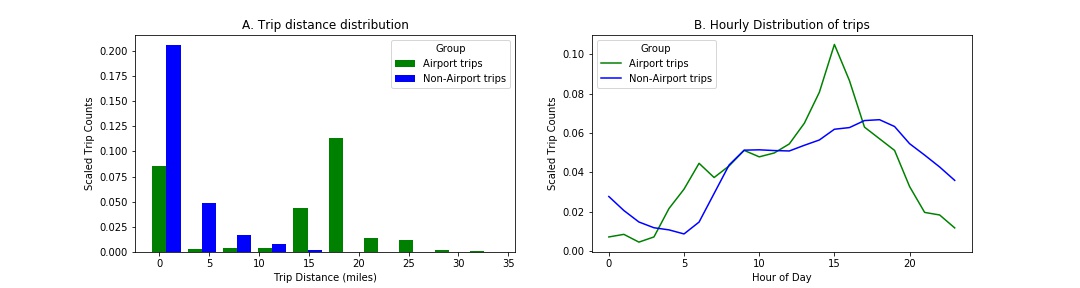 A. Trip distance distribution
Scaled Trip Counts
0.200
0.175
0.150
0.125
0.100
0.075
0.050
0.025
0.000
Group
Airport trips
Non-Airport trips
0 5 10 15 20 25 30 35
Trip Distance (miles)
B. Hourly Distribution of trips
Scaled Trip Counts
0.10
0.08
0.06
0.04
0.02
0.00
Group
Airport trips
Non-Airport trips
0 5 10 15 20
Hour of Day